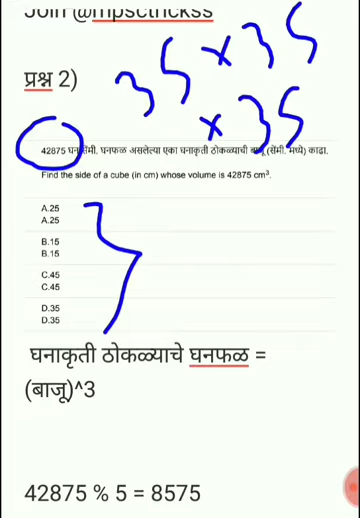 Join @mpsctrickss
35 x 35
प्रश्न 2)
x 35
42875 घन सेंमी. घनफळ असलेल्या एका घनाकृती ठोकळ्याची बाजू (सेंमी. मध्ये) काढा.
Find the side of a cube (in cm) whose volume is 42875 cm³.
A.25
A.25
B.15
B.15
C.45
C.45
D.35
D.35
घनाकृती ठोकळ्याचे घनफळ =
(बाजू)^3
42875 % 5 = 8575